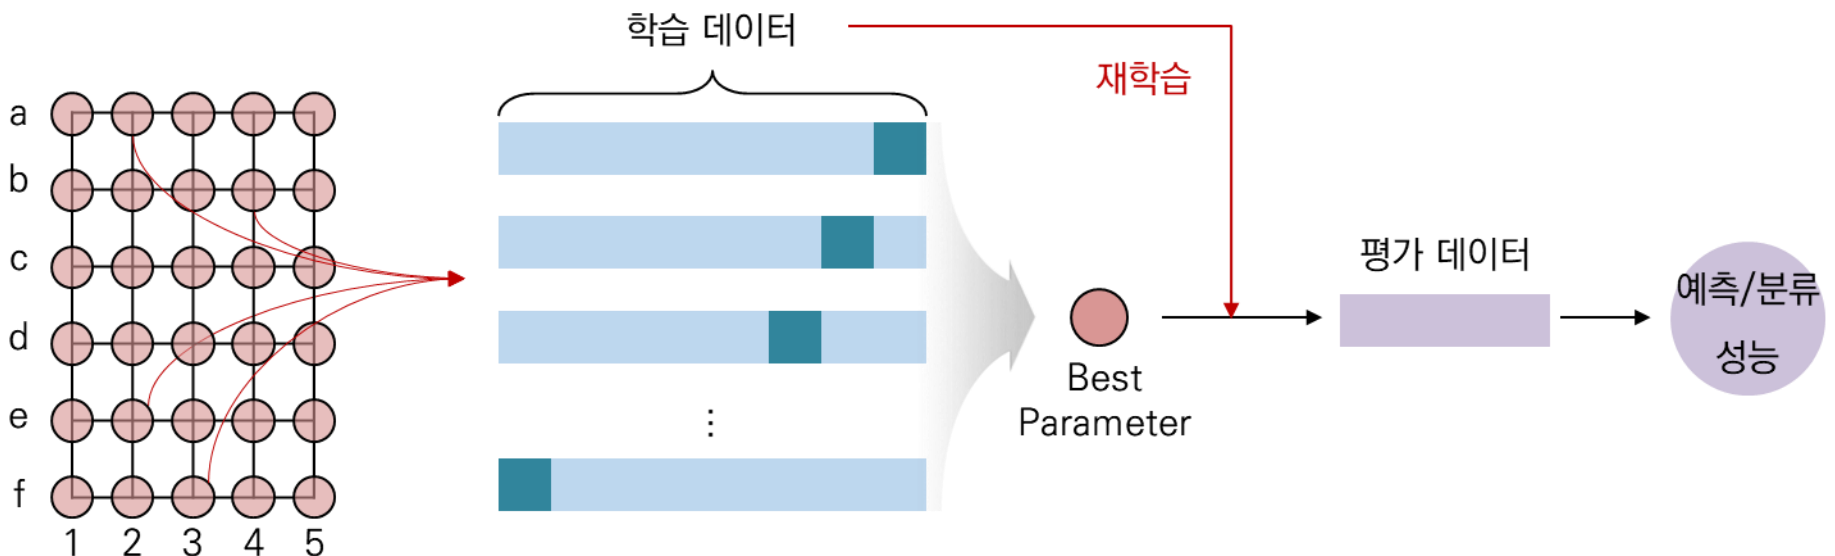 학습 데이터
재학습
a
b
c
d
e
f
1 2 3 4 5
⋮
Best
Parameter
평가 데이터
예측/분류
성능